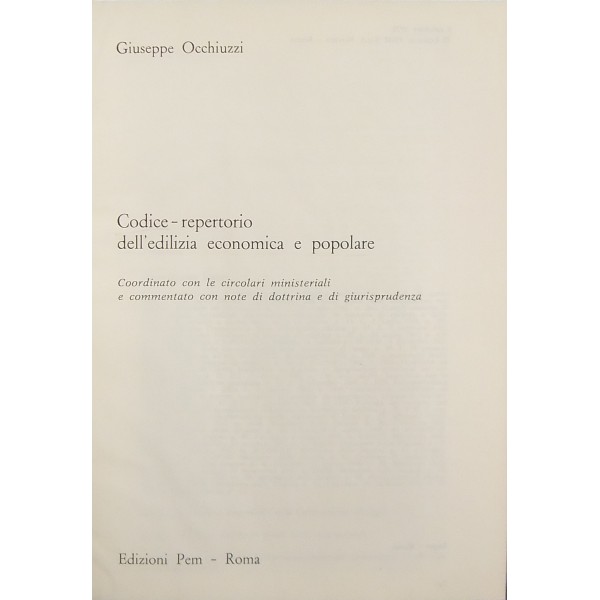 Giuseppe Occhiuzzi
Codice-repertorio
dell'edilizia economica e popolare
Coordinato con le circolari ministeriali
e commentato con note di dottrina e di giurisprudenza
Edizioni Pem - Roma